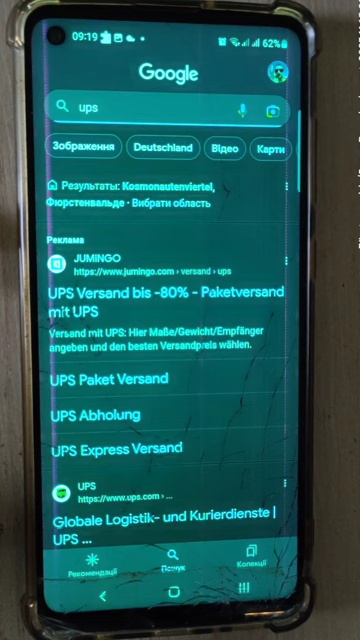 09:19
62%
Google
ups
Зображення Deutschland Відео Карти
Результаты: Kosmonautenviertel,
Фюрстенвальде • Вибрати область
Реклама
JUMINGO
https://www.jumingo.com › versand › ups
UPS Versand bis -80% - Paketversand
mit UPS
Versand mit UPS: Hier Maße/Gewicht/Empfänger
angeben und den besten Versandpreis wählen.
UPS Paket Versand
UPS Abholung
UPS Express Versand
UPS
https://www.ups.com › ...
Globale Logistik- und Kurierdienste |
UPS ...
Рекомендації Пошук Колекції